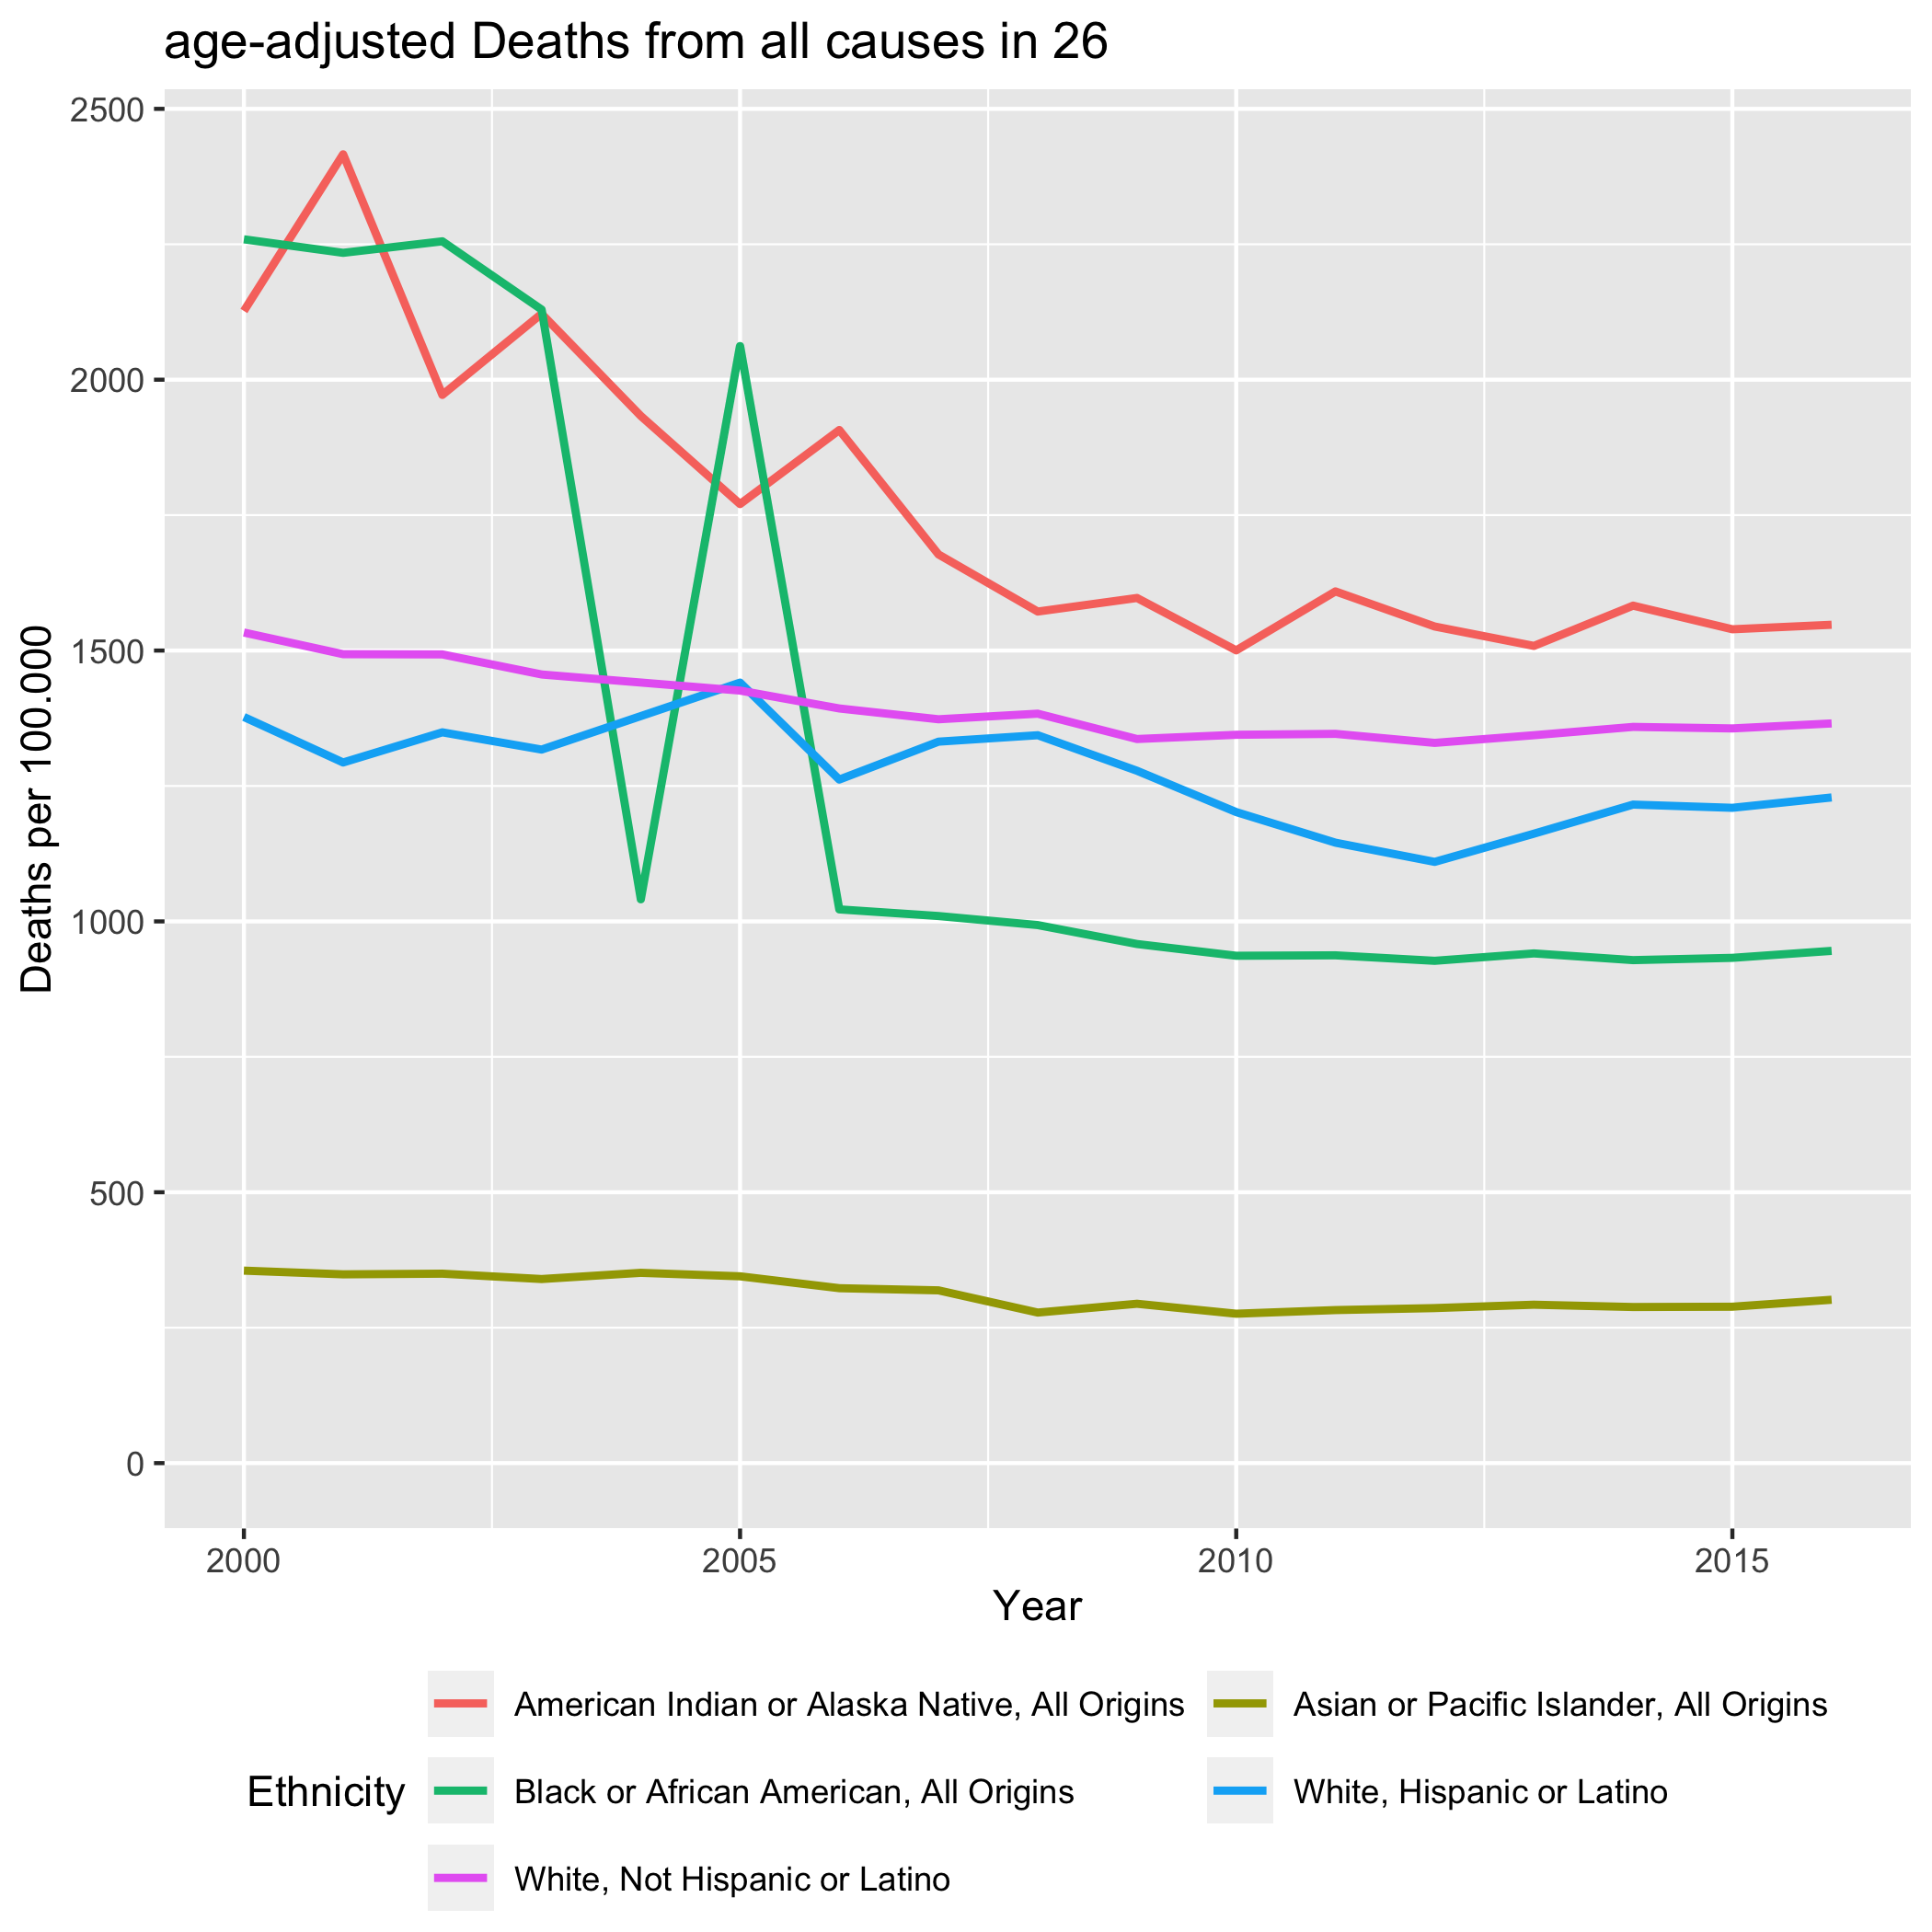 age-adjusted Deaths from all causes in 26
Deaths per 100.000
2500
2000
1500
1000
500
0
2000 2005 2010 2015
Year
Ethnicity
American Indian or Alaska Native, All Origins
Asian or Pacific Islander, All Origins
Black or African American, All Origins
White, Hispanic or Latino
White, Not Hispanic or Latino